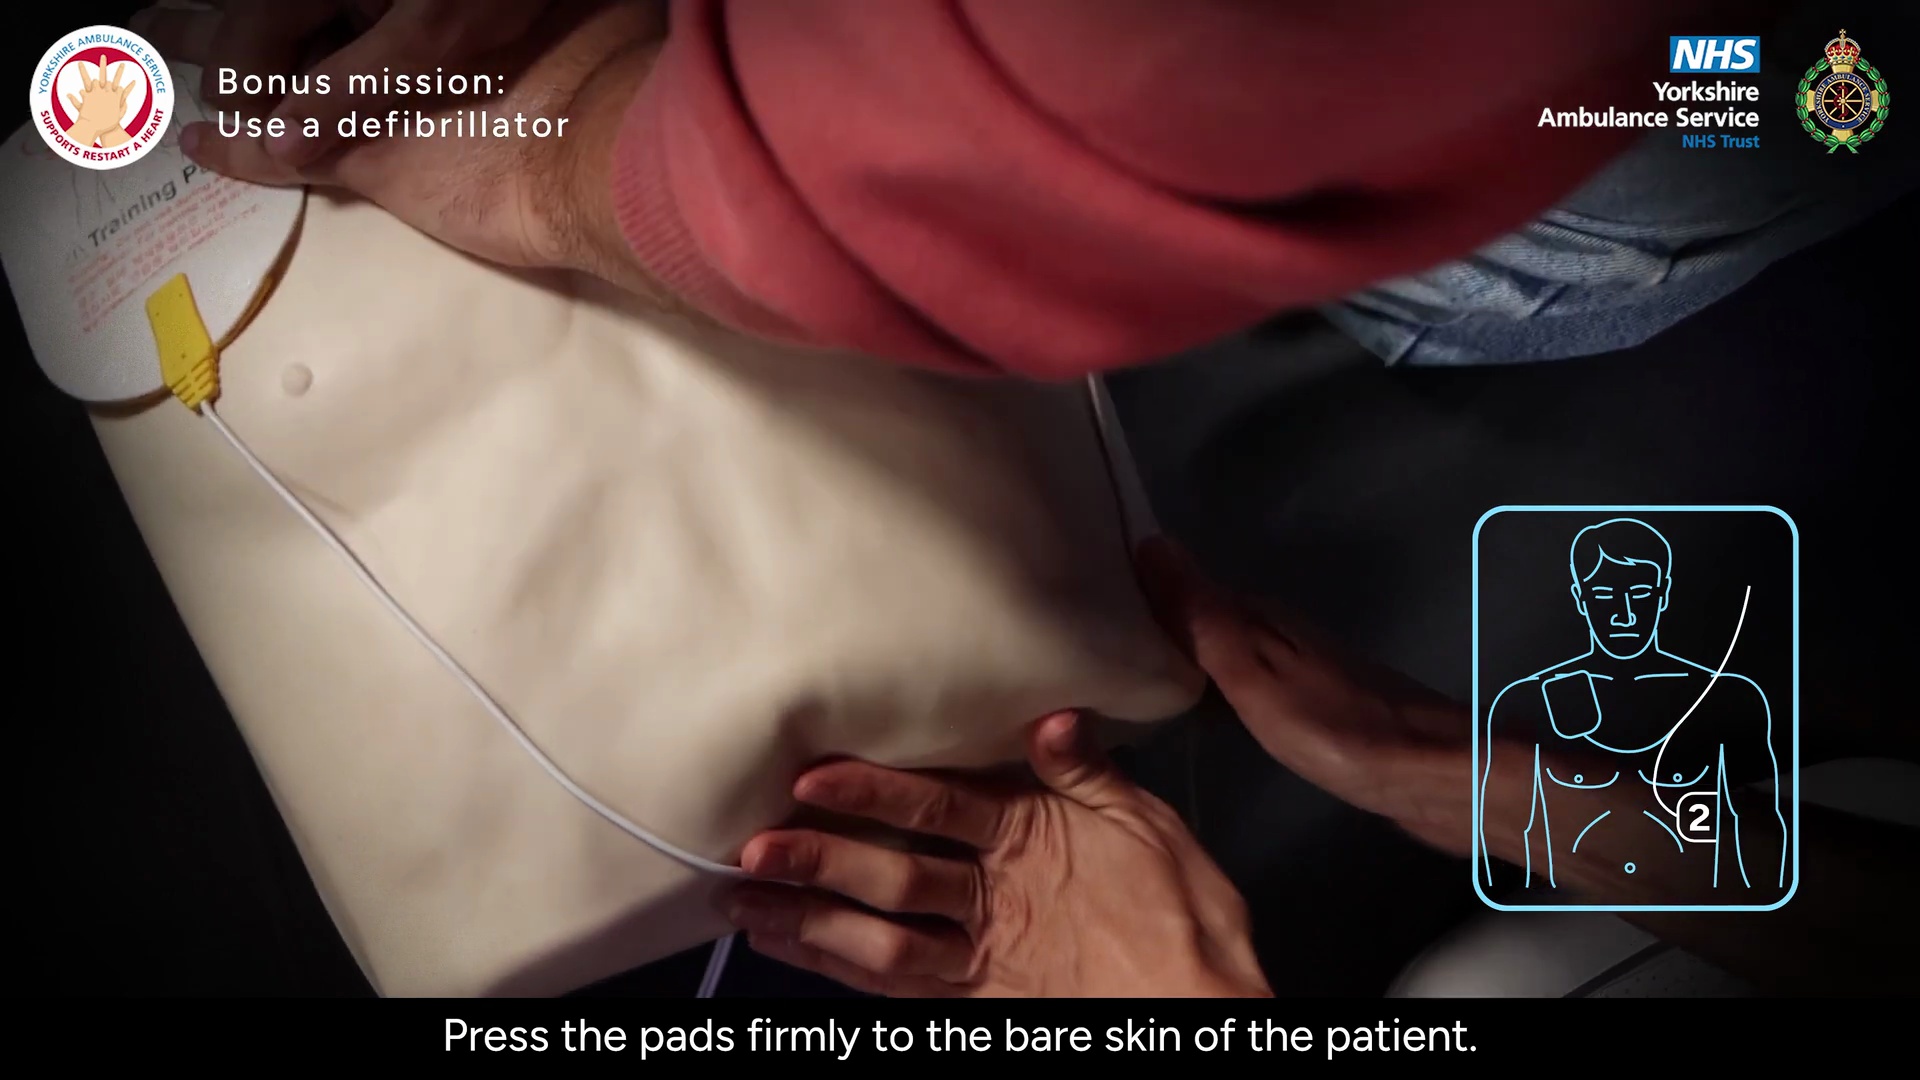 YORKSHIRE AMBULANCE SERVICE
SUPPORTS RESTART A HEART
Bonus mission:
Use a defibrillator
NHS
Yorkshire
Ambulance Service
NHS Trust
Training
2
Press the pads firmly to the bare skin of the patient.